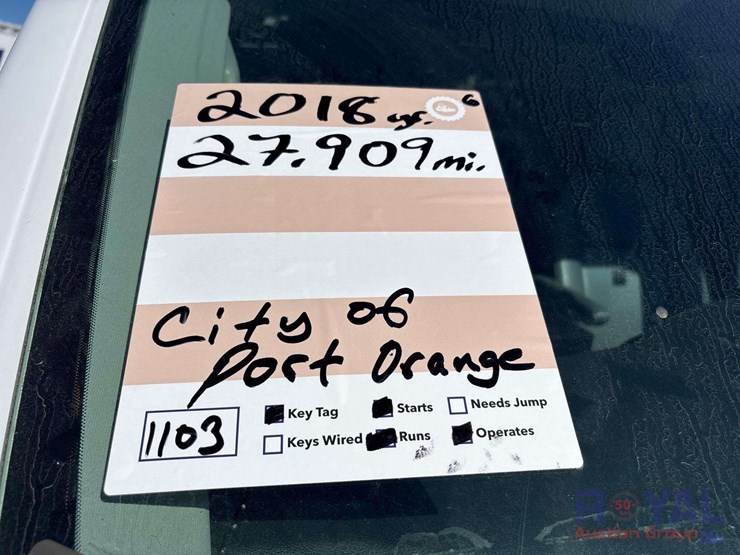 2018 yr. 6
27.909 mi.
City of
Port Orange
1103
Key Tag Starts Needs Jump
Keys Wired Runs Operates
ROYAL
Auction Group